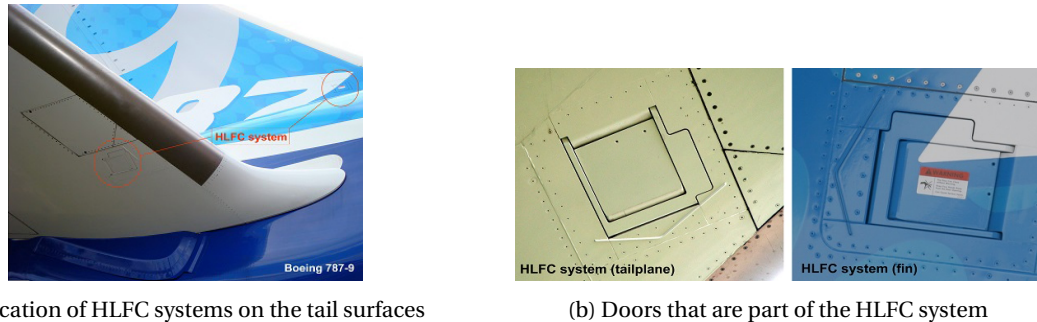 HLFC system
Boeing 787-9
HLFC system (tailplane)
HLFC system (fin)
WARNING
cation of HLFC systems on the tail surfaces
(b) Doors that are part of the HLFC system